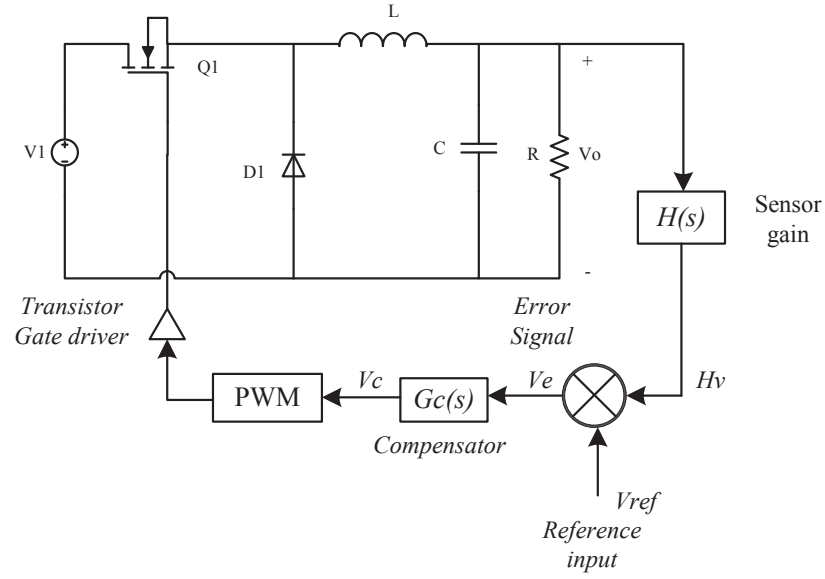 L
Q1
+
V1
+
-
D1
C
R
Vo
H(s)
Sensor
gain
-
Transistor
Gate driver
Error
Signal
PWM
Vc
Gc(s)
Ve
Hv
Compensator
Vref
Reference
input